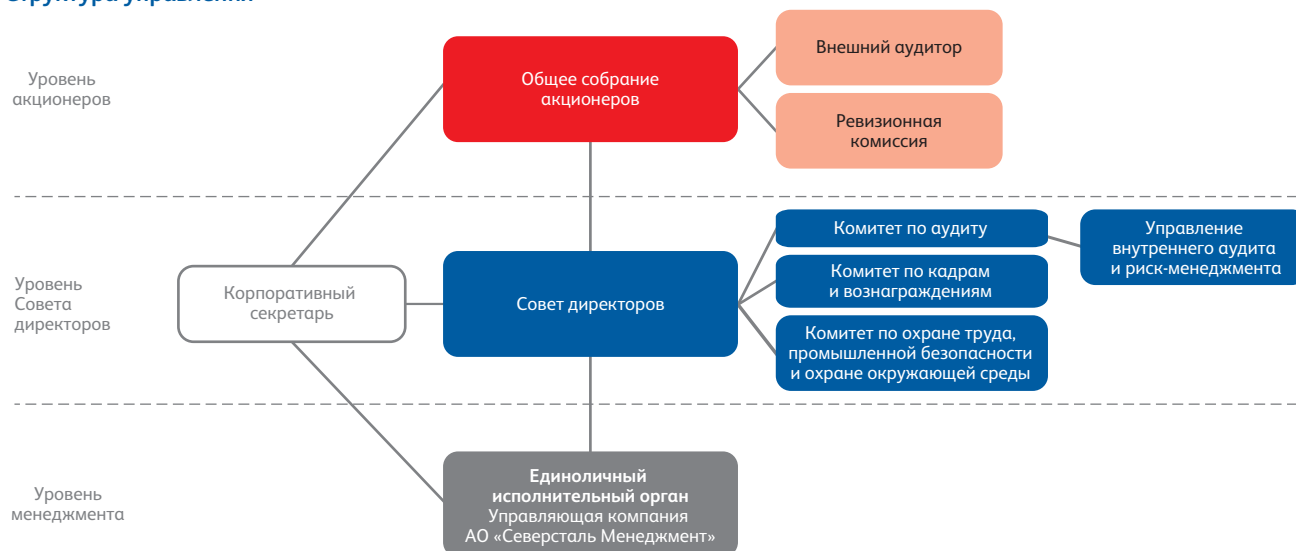 Структура управления
Уровень
акционеров
Общее собрание
акционеров
Внешний аудитор
Ревизионная
комиссия
Уровень
Совета
директоров
Корпоративный
секретарь
Совет директоров
Комитет по аудиту
Комитет по кадрам
и вознаграждениям
Комитет по охране труда,
промышленной безопасности
и охране окружающей среды
Управление
внутреннего аудита
и риск-менеджмента
Уровень
менеджмента
Единоличный
исполнительный орган
Управляющая компания
АО «Северсталь Менеджмент»